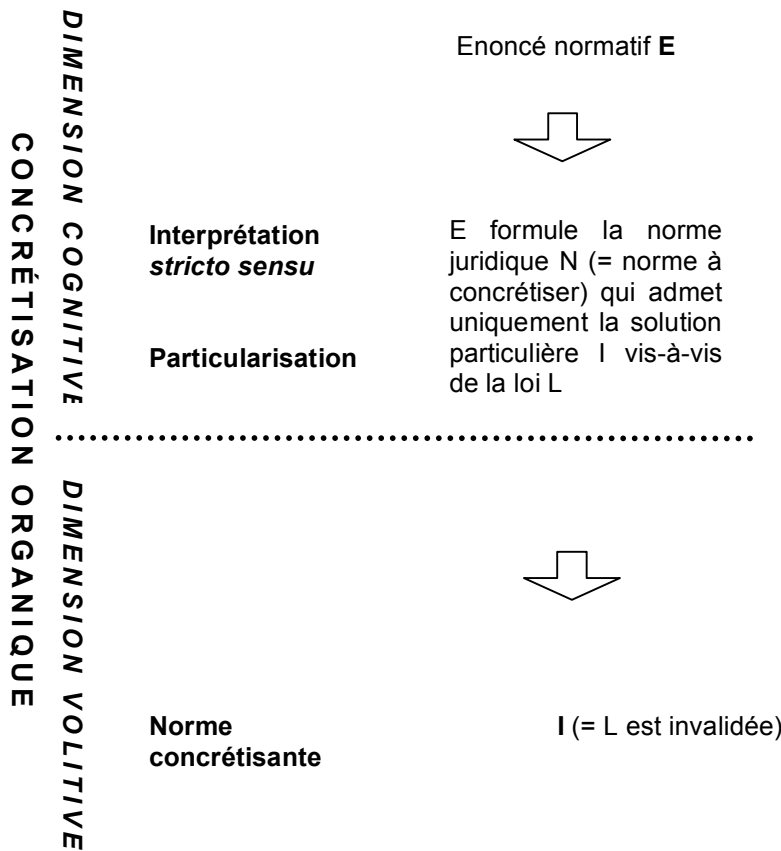 CONCRÉTISATION ORGANIQUE
DIMENSION COGNITIVE
Enoncé normatif E
Interprétation
stricto sensu
Particularisation
E formule la norme
juridique N (= norme à
concrétiser) qui admet
uniquement la solution
particulière I vis-à-vis
de la loi L
DIMENSION VOLITIVE
Norme
concrétisante
I (= L est invalidée)